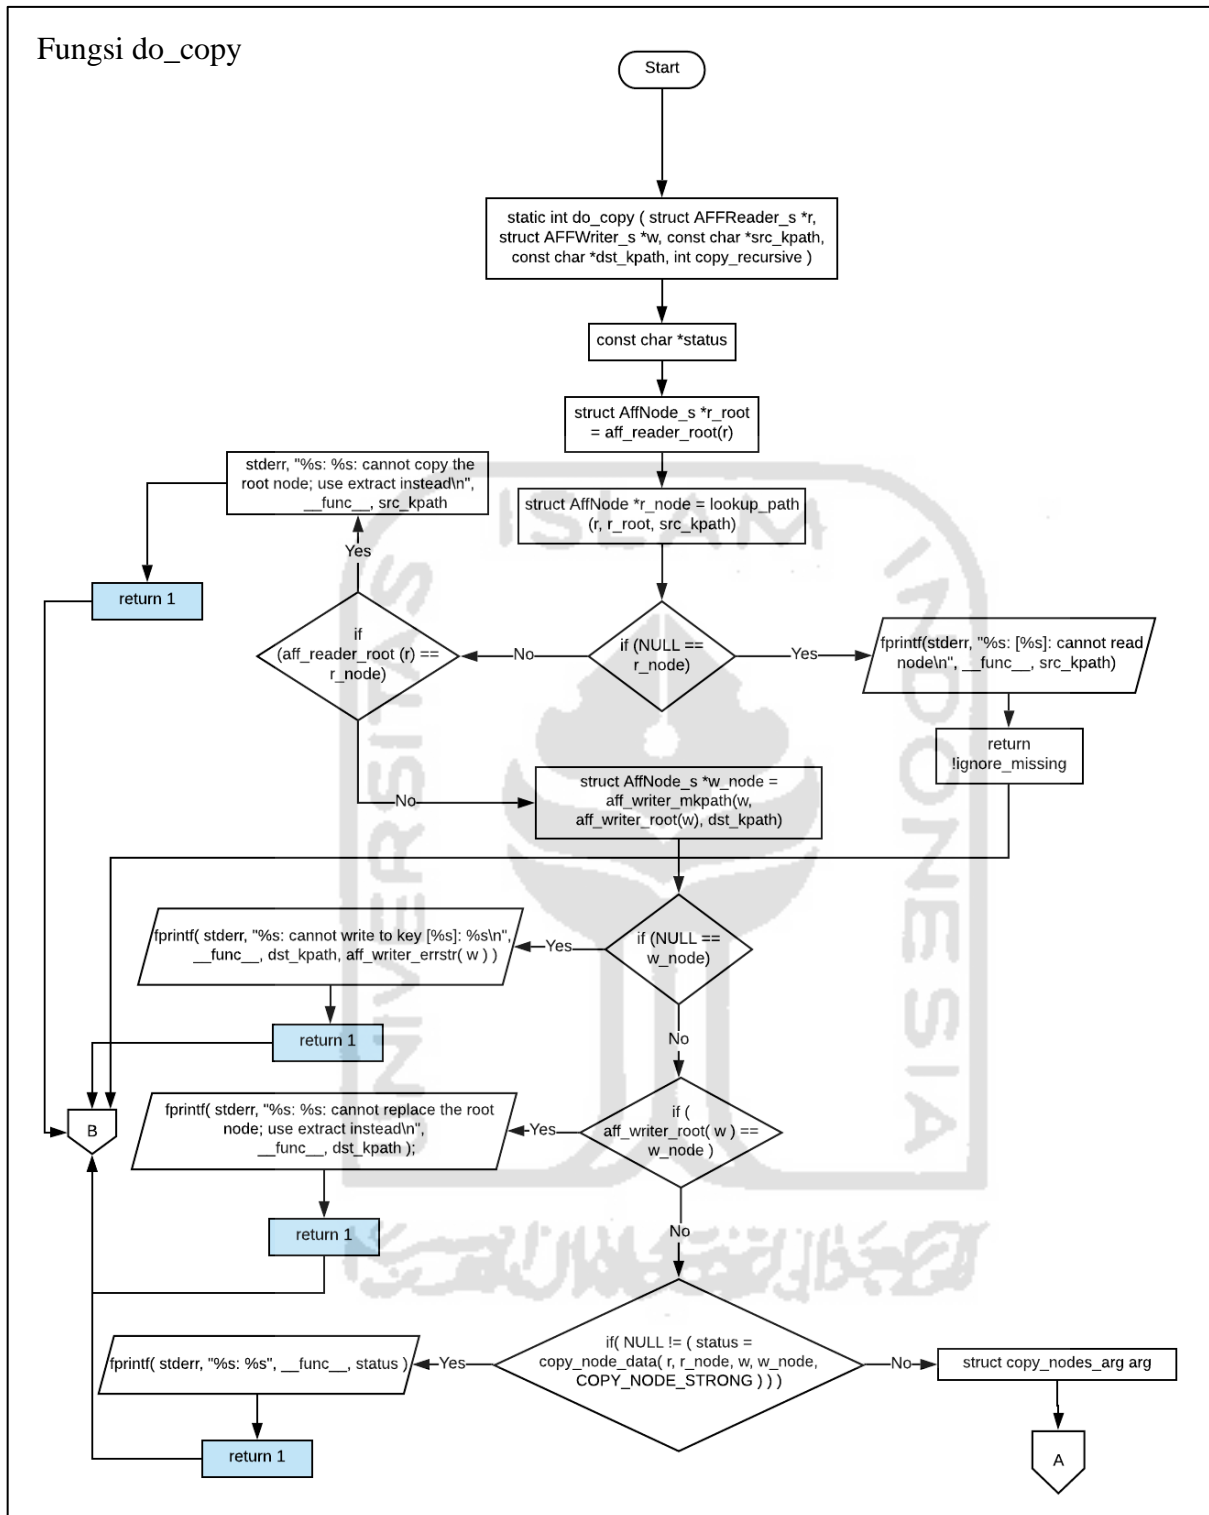 Fungsi do_copy
Start
static int do_copy ( struct AFFReader_s *r,
struct AFFWriter_s *w, const char *src_kpath,
const char *dst_kpath, int copy_recursive )
const char *status
struct AffNode_s *r_root
= aff_reader_root(r)
stderr, "%s: %s: cannot copy the
root node; use extract instead\n",
__func__, src_kpath
struct AffNode *r_node = lookup_path
(r, r_root, src_kpath)
Yes
return 1
if
(aff_reader_root (r) ==
r_node)
No
if (NULL ==
r_node)
Yes
fprintf(stderr, "%s: [%s]: cannot read
node\n", __func__, src_kpath)
return
!ignore_missing
No
struct AffNode_s *w_node =
aff_writer_mkpath(w,
aff_writer_root(w), dst_kpath)
fprintf( stderr, "%s: cannot write to key [%s]: %s\n",
__func__, dst_kpath, aff_writer_errstr( w ) )
Yes
if (NULL ==
w_node)
return 1
No
B
fprintf( stderr, "%s: %s: cannot replace the root
node; use extract instead\n",
__func__, dst_kpath );
Yes
if (
aff_writer_root( w ) ==
w_node )
return 1
No
fprintf( stderr, "%s: %s", __func__, status )
Yes
if( NULL != ( status =
copy_node_data( r, r_node, w, w_node,
COPY_NODE_STRONG ) ) )
No
struct copy_nodes_arg arg
return 1
A
UNIVERSITAS
ISLAM
INDONESIA